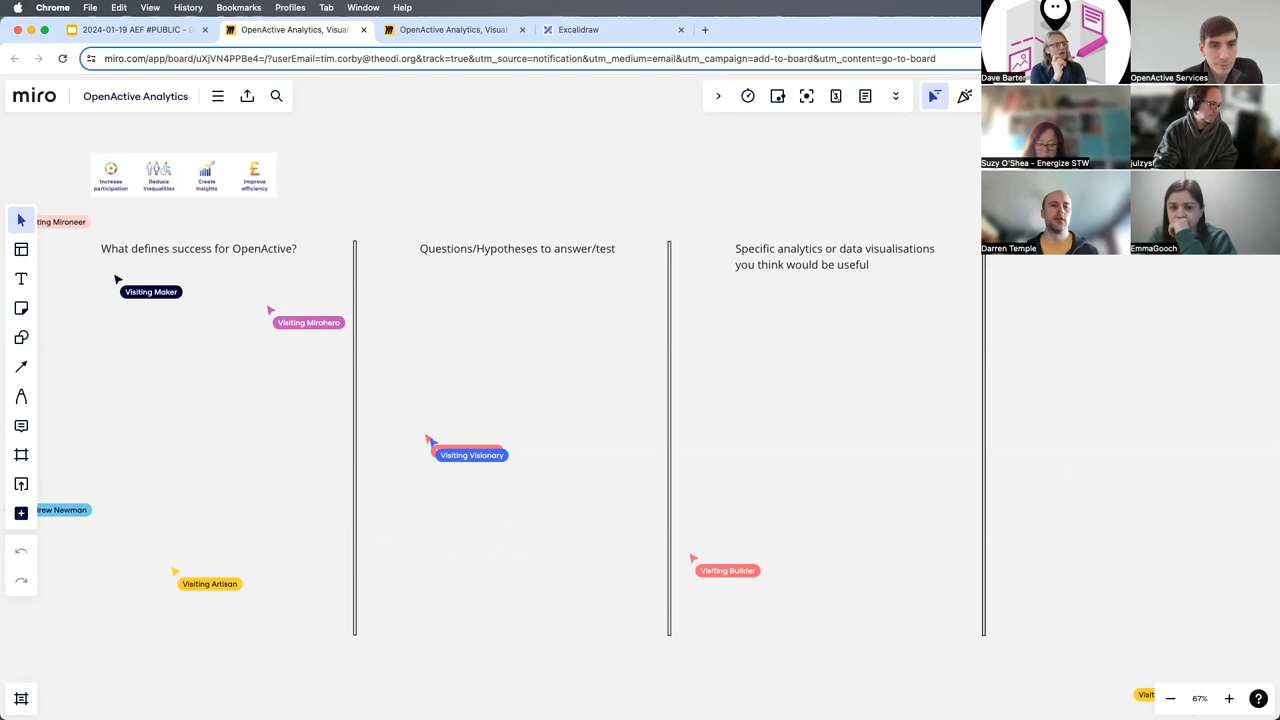 Chrome File Edit View History Bookmarks Profiles Tab Window Help
2024-01-19 AEF #PUBLIC -
OpenActive Analytics, Visual
OpenActive Analytics, Visual
Excalidraw
miro.com/app/board/uXjVN4PPBe4=/?userEmail=tim.corby@theodi.org&track=true&utm_source=notification&utm_medium=email&utm_campaign=add-to-board&utm_content=go-to-board
miro
OpenActive Analytics
3
Dave Barter
OpenActive Services
Suzy O'Shea - Energize STW
julzysf
Darren Temple
EmmaGooch
Increase
participation
Reduce
inequalities
Create
insights
£
Improve
efficiency
ting Mironeer
What defines success for OpenActive?
Questions/Hypotheses to answer/test
Specific analytics or data visualisations
you think would be useful
Visiting Maker
Visiting Mirohero
T
Visiting Visionary
rew Newman
Visiting Builder
Visiting Artisan
Visit
67%
?